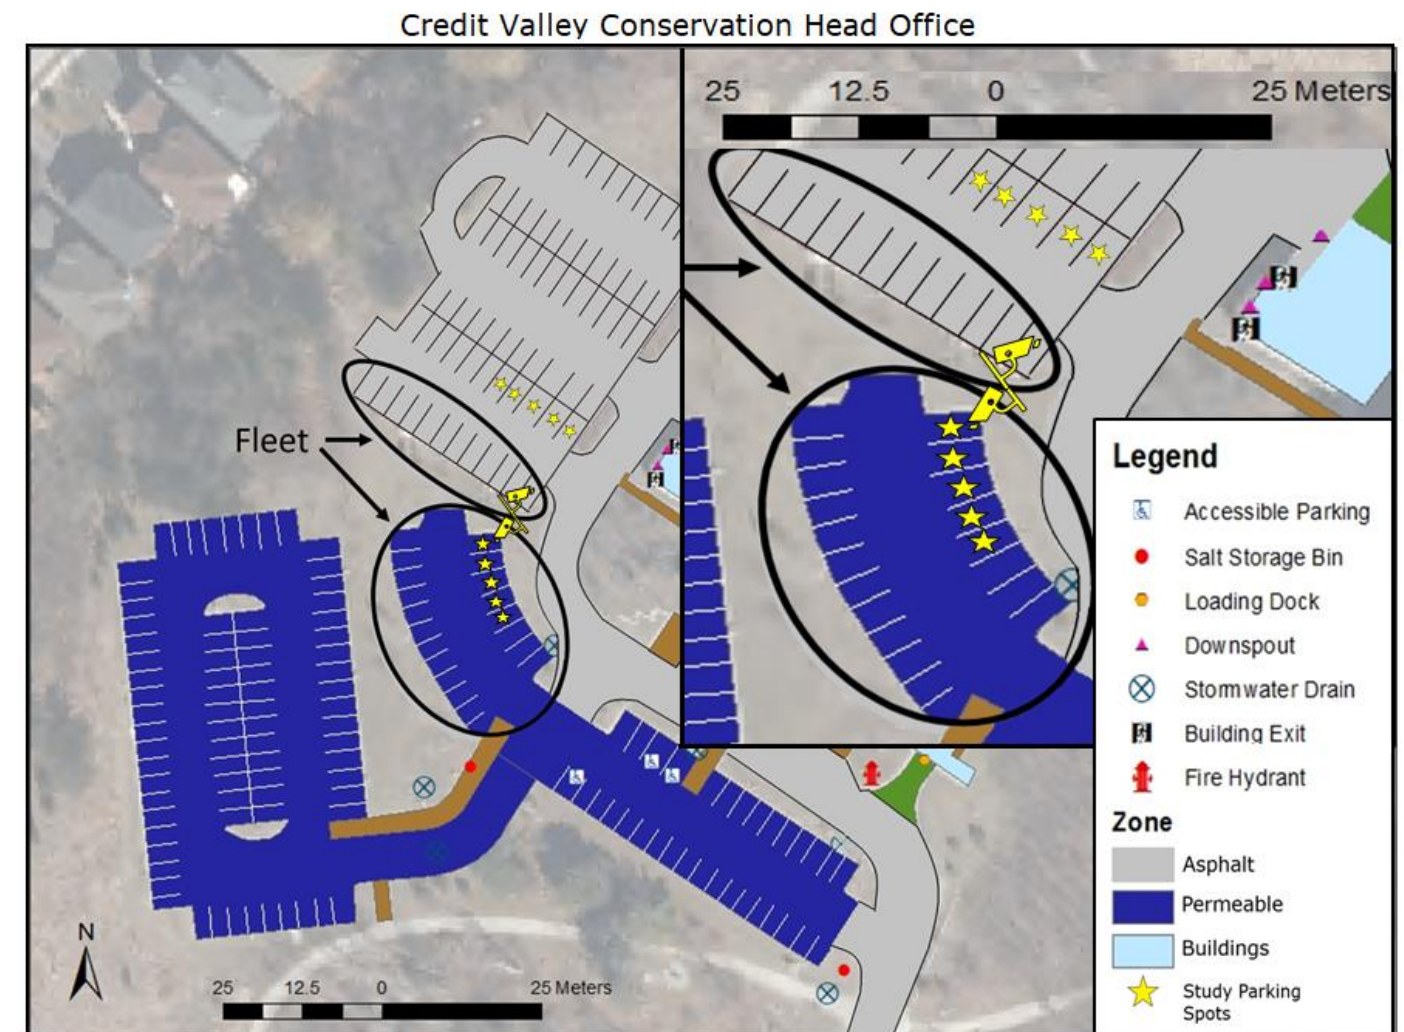 Credit Valley Conservation Head Office
25 12.5 0 25 Meters
Fleet
Legend
Accessible Parking
Salt Storage Bin
Loading Dock
Downspout
Stormwater Drain
Building Exit
Fire Hydrant
Zone
Asphalt
Permeable
Buildings
Study Parking
Spots
N
25 12.5 0 25 Meters